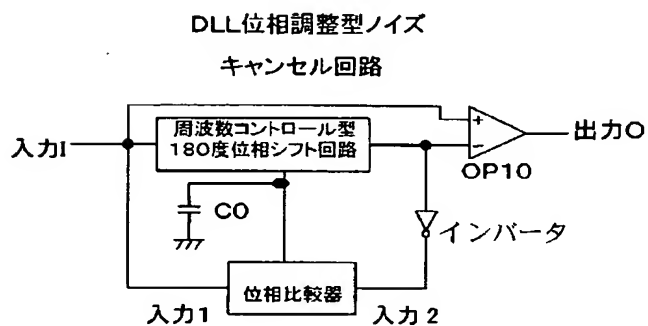 DLL位相調整型ノイズ
キャンセル回路
入力I
周波数コントロール型
180度位相シフト回路
+
−
出力O
OP10
C0
インバータ
位相比較器
入力1
入力2